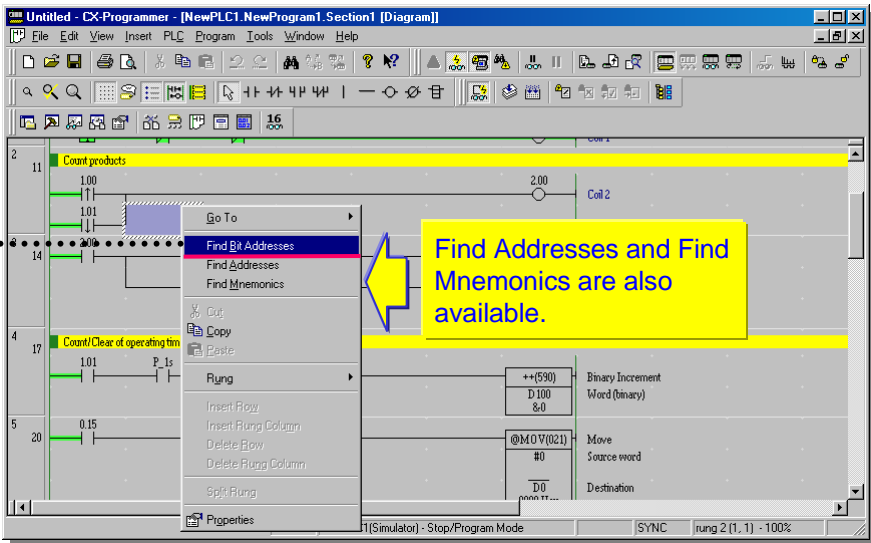 Untitled - CX-Programmer - [NewPLC1.NewProgram1.Section1 [Diagram]]
File Edit View Insert PLC Program Tools Window Help
16
2
11
Count products
1.00
2.00
Coil 2
1.01
3
14
2.00
Go To
Find Bit Addresses
Find Addresses
Find Mnemonics
Cut
Copy
Paste
Rung
Insert Row
Insert Rung Column
Delete Row
Delete Rung Column
Split Rung
Properties
Find Addresses and Find
Mnemonics are also
available.
4
17
Count/Clear of operating tim
1.01
P_1s
++(590)
Binary Increment
D100
Word (binary)
&0
5
20
0.15
@MOV(021)
Move
#0
Source word
D0
Destination
1(Simulator) - Stop/Program Mode
SYNC
rung 2 (1, 1) - 100%